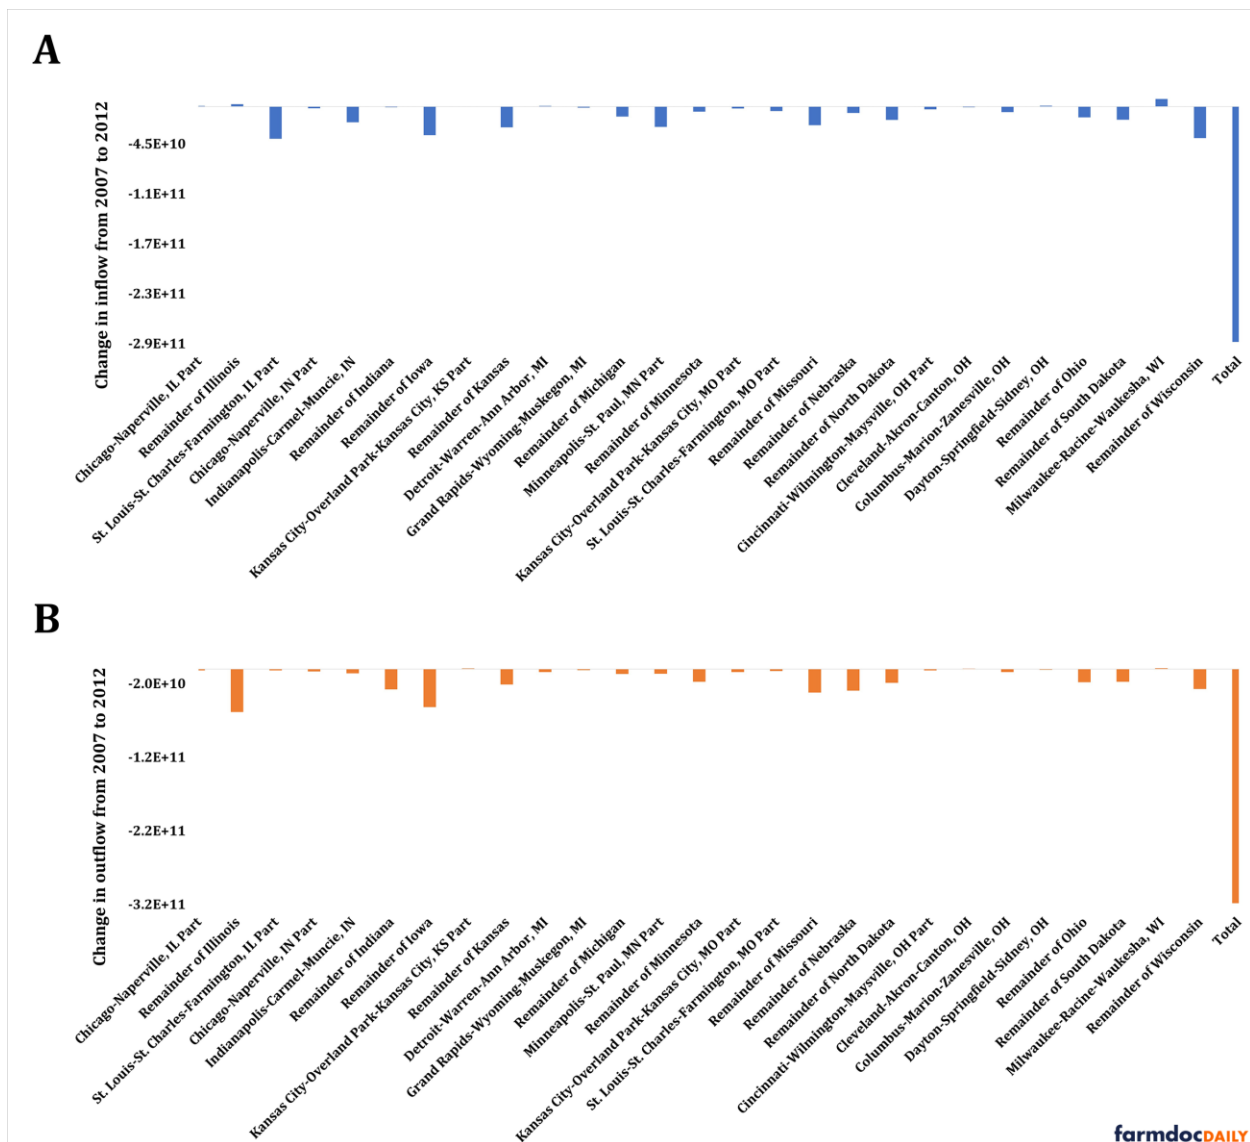 A
Change in inflow from 2007 to 2012
-4.5E+10
-1.1E+11
-1.7E+11
-2.3E+11
-2.9E+11
Chicago-Naperville, IL Part
Remainder of Illinois
St. Louis-St. Charles-Farmington, IL Part
Chicago-Naperville, IN Part
Indianapolis-Carmel-Muncie, IN
Remainder of Indiana
Remainder of Iowa
Kansas City-Overland Park-Kansas City, KS Part
Remainder of Kansas
Detroit-Warren-Ann Arbor, MI
Grand Rapids-Wyoming-Muskegon, MI
Remainder of Michigan
Minneapolis-St. Paul, MN Part
Remainder of Minnesota
Kansas City-Overland Park-Kansas City, MO Part
St. Louis-St. Charles-Farmington, MO Part
Remainder of Missouri
Remainder of Nebraska
Remainder of North Dakota
Cincinnati-Wilmington-Maysville, OH Part
Cleveland-Akron-Canton, OH
Columbus-Marion-Zanesville, OH
Dayton-Springfield-Sidney, OH
Remainder of Ohio
Remainder of South Dakota
Milwaukee-Racine-Waukesha, WI
Remainder of Wisconsin
Total
B
Change in outflow from 2007 to 2012
-2.0E+10
-1.2E+11
-2.2E+11
-3.2E+11
Chicago-Naperville, IL Part
Remainder of Illinois
St. Louis-St. Charles-Farmington, IL Part
Chicago-Naperville, IN Part
Indianapolis-Carmel-Muncie, IN
Remainder of Indiana
Remainder of Iowa
Kansas City-Overland Park-Kansas City, KS Part
Remainder of Kansas
Detroit-Warren-Ann Arbor, MI
Grand Rapids-Wyoming-Muskegon, MI
Remainder of Michigan
Minneapolis-St. Paul, MN Part
Remainder of Minnesota
Kansas City-Overland Park-Kansas City, MO Part
St. Louis-St. Charles-Farmington, MO Part
Remainder of Missouri
Remainder of Nebraska
Remainder of North Dakota
Cincinnati-Wilmington-Maysville, OH Part
Cleveland-Akron-Canton, OH
Columbus-Marion-Zanesville, OH
Dayton-Springfield-Sidney, OH
Remainder of Ohio
Remainder of South Dakota
Milwaukee-Racine-Waukesha, WI
Remainder of Wisconsin
Total
farmdocDAILY